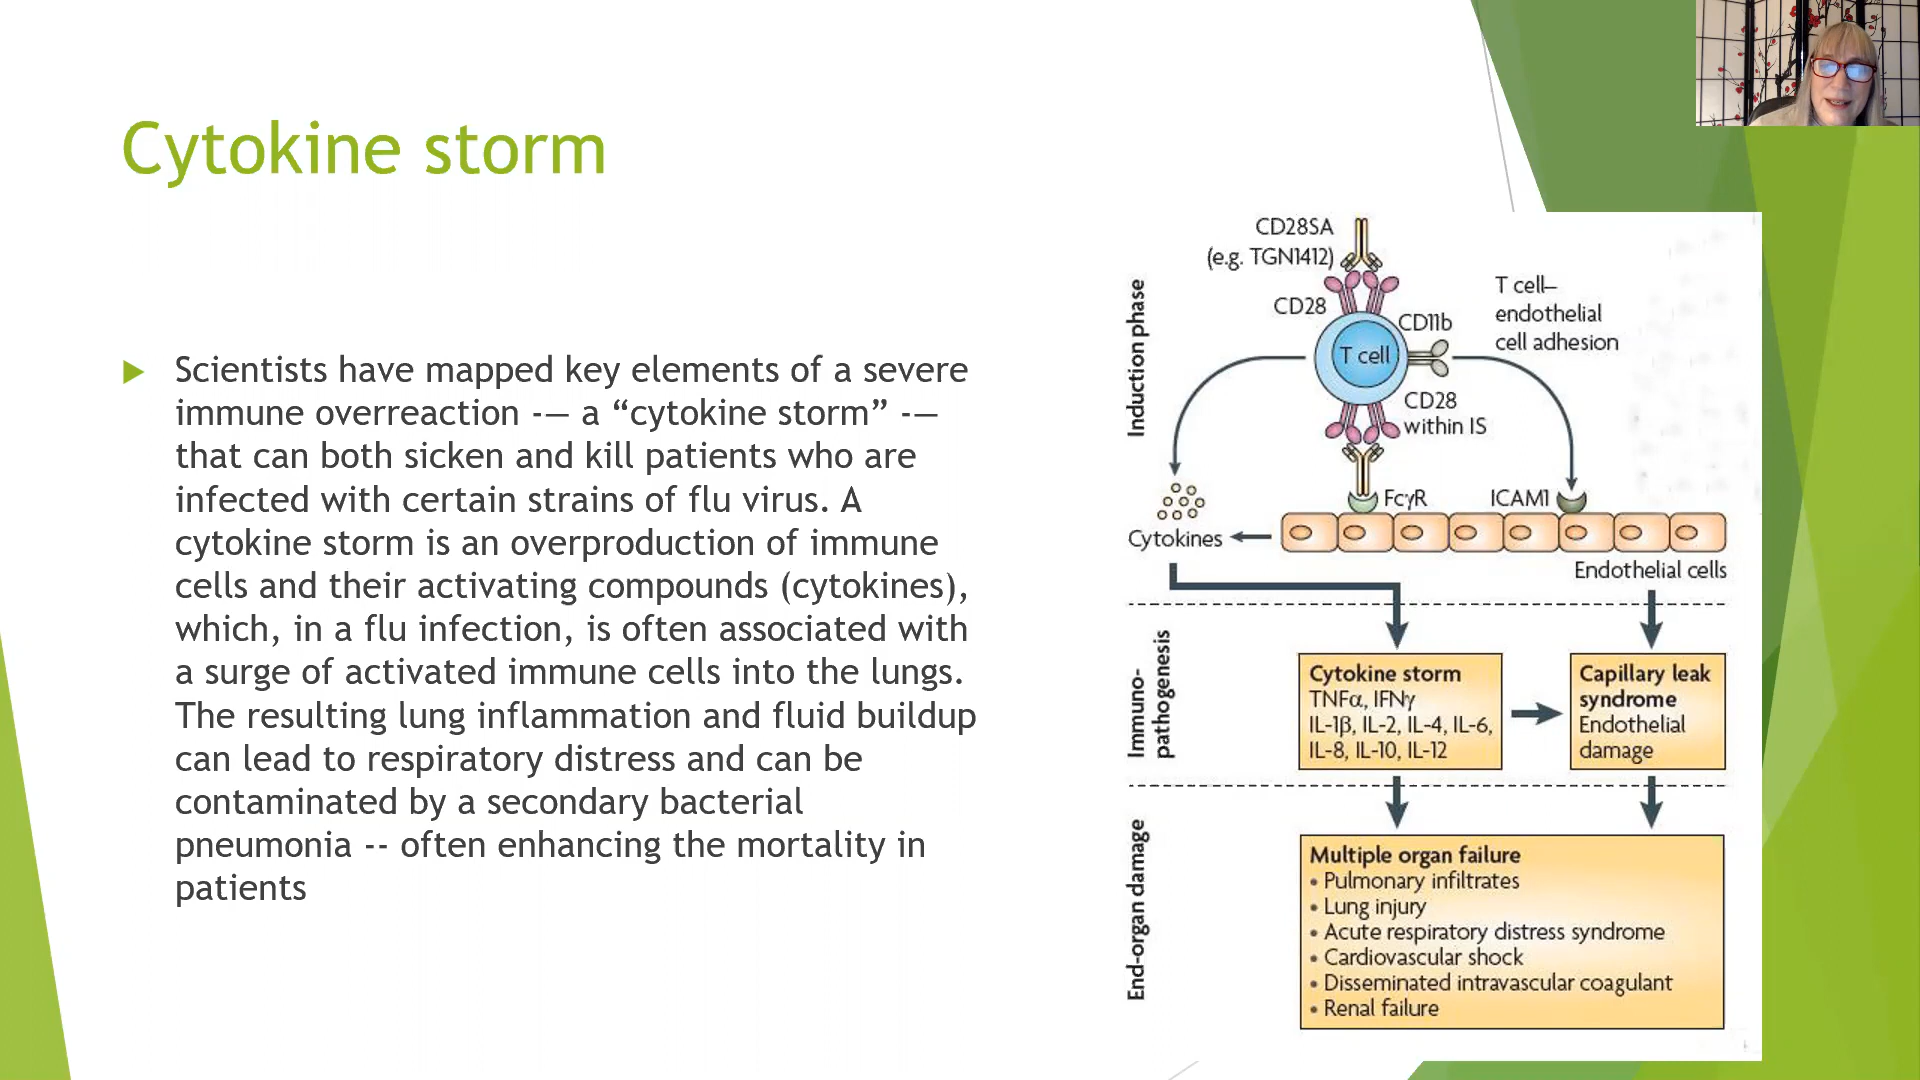 Cytokine storm
Scientists have mapped key elements of a severe
immune overreaction -— a “cytokine storm” -—
that can both sicken and kill patients who are
infected with certain strains of flu virus. A
cytokine storm is an overproduction of immune
cells and their activating compounds (cytokines),
which, in a flu infection, is often associated with
a surge of activated immune cells into the lungs.
The resulting lung inflammation and fluid buildup
can lead to respiratory distress and can be
contaminated by a secondary bacterial
pneumonia -- often enhancing the mortality in
patients
Induction phase
CD28SA
(e.g. TGN1412)
CD28
T cell
CD11b
T cell–
endothelial
cell adhesion
CD28
within IS
FcγR
ICAM1
Cytokines
Endothelial cells
Immuno-
pathogenesis
Cytokine storm
TNFα, IFNγ
IL-1β, IL-2, IL-4, IL-6,
IL-8, IL-10, IL-12
Capillary leak
syndrome
Endothelial
damage
End-organ damage
Multiple organ failure
• Pulmonary infiltrates
• Lung injury
• Acute respiratory distress syndrome
• Cardiovascular shock
• Disseminated intravascular coagulant
• Renal failure